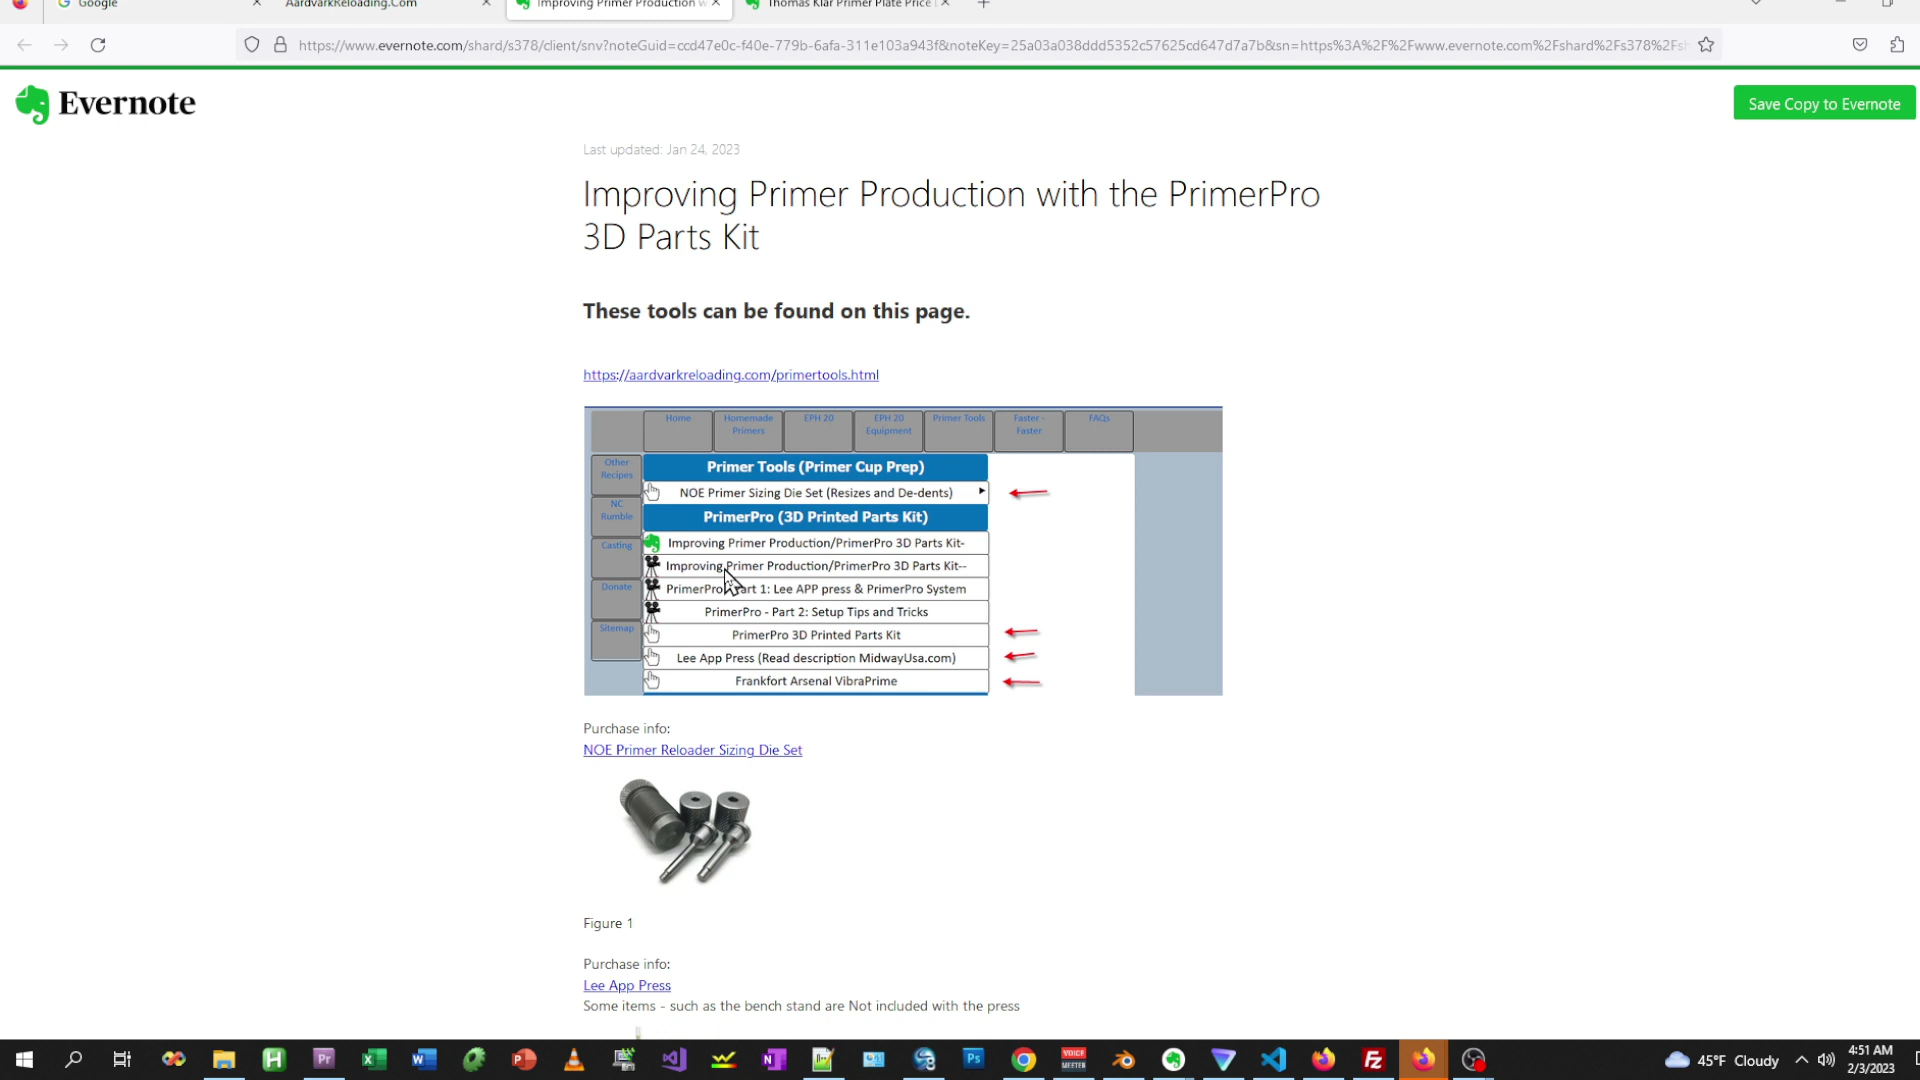 Google
AardvarkReloading.Com
Improving Primer Production w
Thomas Klar Primer Plate Price L
https://www.evernote.com/shard/s378/client/snv?noteGuid=ccd47e0c-f40e-779b-6afa-311e103a943f&noteKey=25a03a038ddd5352c57625cd647d7a7b&sn=https%3A%2F%2Fwww.evernote.com%2Fshard%2Fs378%2Fsh
Evernote
Save Copy to Evernote
Last updated: Jan 24, 2023
Improving Primer Production with the PrimerPro
3D Parts Kit
These tools can be found on this page.
https://aardvarkreloading.com/primertools.html
Home
Homemade
Primers
EPH 20
EPH 20
Equipment
Primer Tools
Faster -
Faster
FAQs
Other
Recipes
NC
Rumble
Casting
Donate
Sitemap
Primer Tools (Primer Cup Prep)
NOE Primer Sizing Die Set (Resizes and De-dents)
PrimerPro (3D Printed Parts Kit)
Improving Primer Production/PrimerPro 3D Parts Kit-
Improving Primer Production/PrimerPro 3D Parts Kit--
PrimerPro - Part 1: Lee APP press & PrimerPro System
PrimerPro - Part 2: Setup Tips and Tricks
PrimerPro 3D Printed Parts Kit
Lee App Press (Read description MidwayUsa.com)
Frankfort Arsenal VibraPrime
Purchase info:
NOE Primer Reloader Sizing Die Set
Figure 1
Purchase info:
Lee App Press
Some items - such as the bench stand are Not included with the press
45°F Cloudy
4:51 AM
2/3/2023